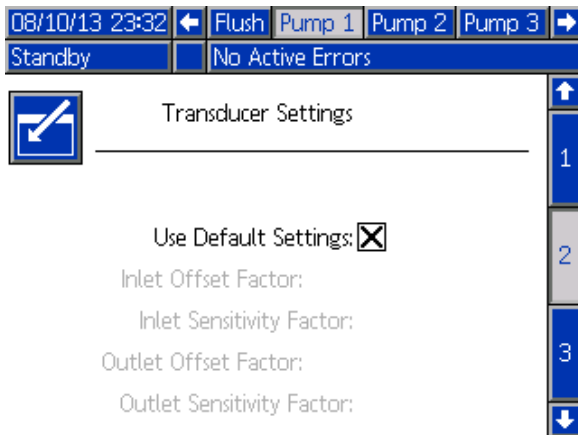 08/10/13 23:32 Flush Pump 1 Pump 2 Pump 3
Standby No Active Errors
Transducer Settings
1
Use Default Settings:
2
Inlet Offset Factor:
Inlet Sensitivity Factor:
3
Outlet Offset Factor:
Outlet Sensitivity Factor: